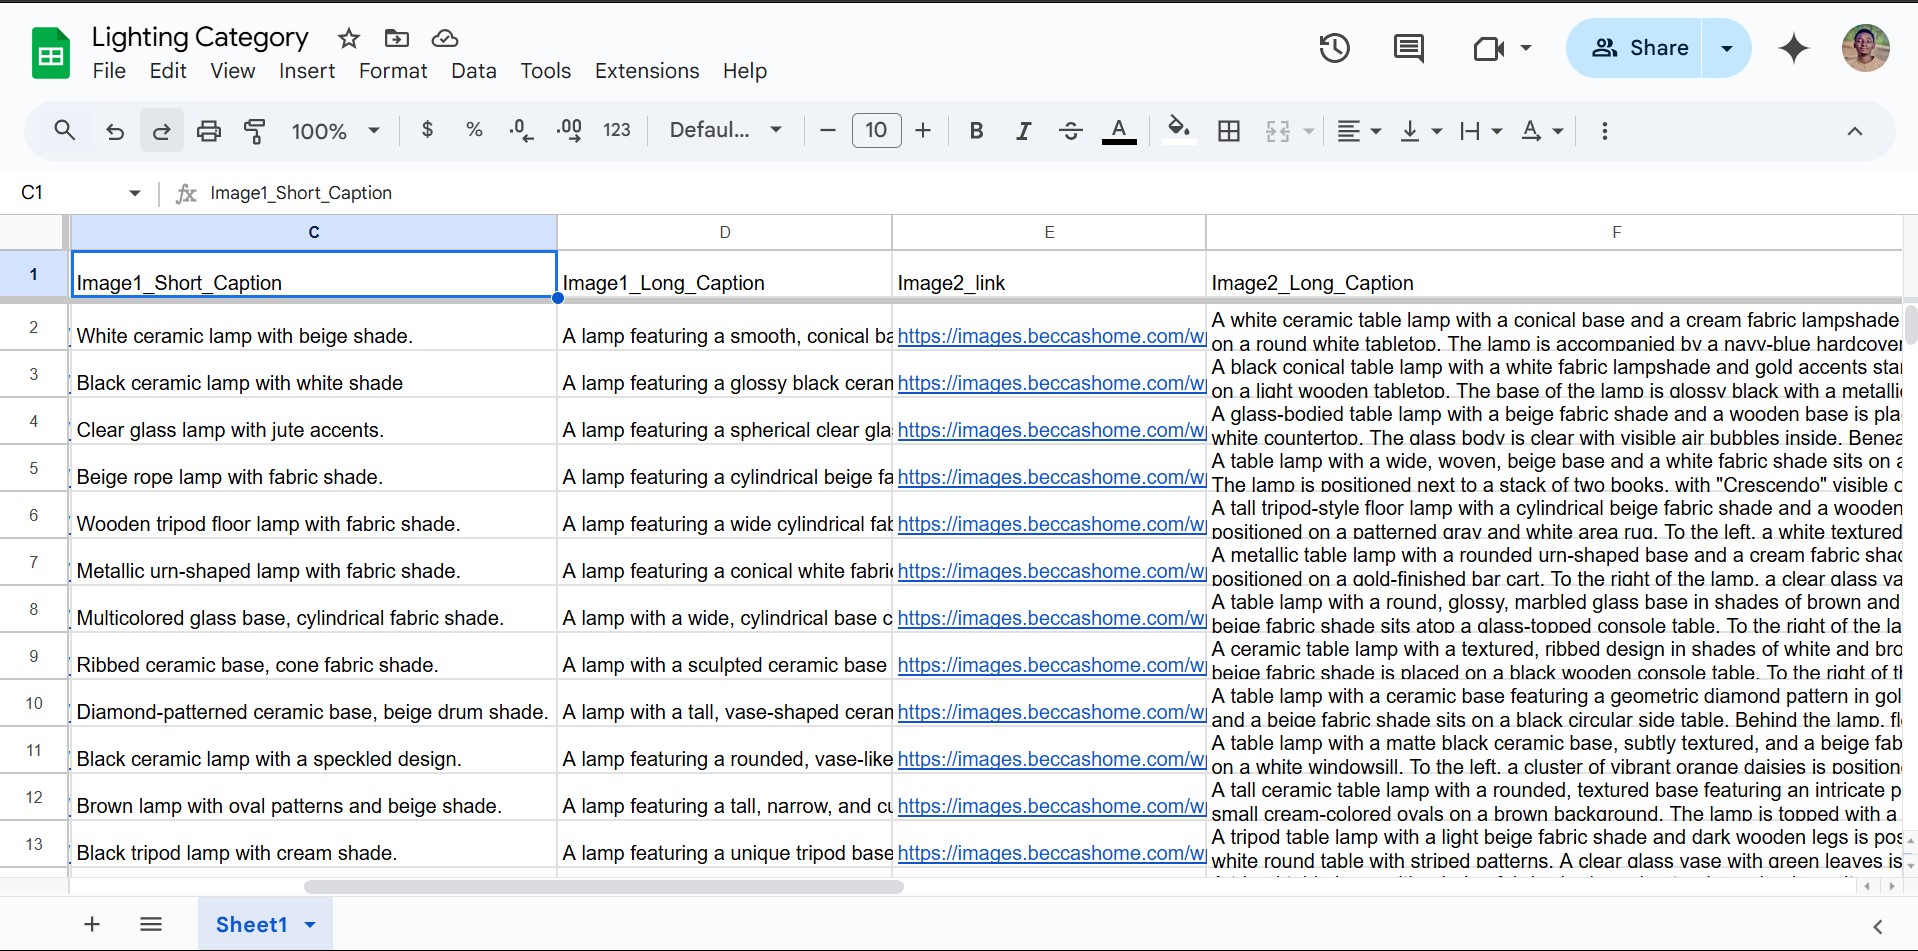 Lighting Category
File Edit View Insert Format Data Tools Extensions Help
Share
100% $ % .0 .00 123 Defaul... 10 B I A
C1 Image1_Short_Caption
C D E F
1 Image1_Short_Caption Image1_Long_Caption Image2_link Image2_Long_Caption
2 White ceramic lamp with beige shade. A lamp featuring a smooth, conical ba https://images.beccashome.com/w A white ceramic table lamp with a conical base and a cream fabric lampshade
on a round white tabletop. The lamp is accompanied by a navy-blue hardcover
3 Black ceramic lamp with white shade A lamp featuring a glossy black ceram https://images.beccashome.com/w A black conical table lamp with a white fabric lampshade and gold accents sta
on a light wooden tabletop. The base of the lamp is glossy black with a metalli
4 Clear glass lamp with jute accents. A lamp featuring a spherical clear gla https://images.beccashome.com/w A glass-bodied table lamp with a beige fabric shade and a wooden base is pla
white countertop. The glass body is clear with visible air bubbles inside. Benea
5 Beige rope lamp with fabric shade. A lamp featuring a cylindrical beige fa https://images.beccashome.com/w A table lamp with a wide, woven, beige base and a white fabric shade sits on a
The lamp is positioned next to a stack of two books, with "Crescendo" visible o
6 Wooden tripod floor lamp with fabric shade. A lamp featuring a wide cylindrical fab https://images.beccashome.com/w A tall tripod-style floor lamp with a cylindrical beige fabric shade and a wooden
positioned on a patterned gray and white area rug. To the left, a white textured
7 Metallic urn-shaped lamp with fabric shade. A lamp featuring a conical white fabric https://images.beccashome.com/w A metallic table lamp with a rounded urn-shaped base and a cream fabric shad
positioned on a gold-finished bar cart. To the right of the lamp, a clear glass va
8 Multicolored glass base, cylindrical fabric shade. A lamp with a wide, cylindrical base c https://images.beccashome.com/w A table lamp with a round, glossy, marbled glass base in shades of brown and
beige fabric shade sits atop a glass-topped console table. To the right of the la
9 Ribbed ceramic base, cone fabric shade. A lamp with a sculpted ceramic base https://images.beccashome.com/w A ceramic table lamp with a textured, ribbed design in shades of white and bro
beige fabric shade is placed on a black wooden console table. To the right of th
10 Diamond-patterned ceramic base, beige drum shade. A lamp with a tall, vase-shaped ceram https://images.beccashome.com/w A table lamp with a ceramic base featuring a geometric diamond pattern in gol
and a beige fabric shade sits on a black circular side table. Behind the lamp, fl
11 Black ceramic lamp with a speckled design. A lamp featuring a rounded, vase-like https://images.beccashome.com/w A table lamp with a matte black ceramic base, subtly textured, and a beige fab
on a white windowsill. To the left, a cluster of vibrant orange daisies is position
12 Brown lamp with oval patterns and beige shade. A lamp featuring a tall, narrow, and cu https://images.beccashome.com/w A tall ceramic table lamp with a rounded, textured base featuring an intricate p
small cream-colored ovals on a brown background. The lamp is topped with a
13 Black tripod lamp with cream shade. A lamp featuring a unique tripod base https://images.beccashome.com/w A tripod table lamp with a light beige fabric shade and dark wooden legs is pos
white round table with striped patterns. A clear glass vase with green leaves is
Sheet1